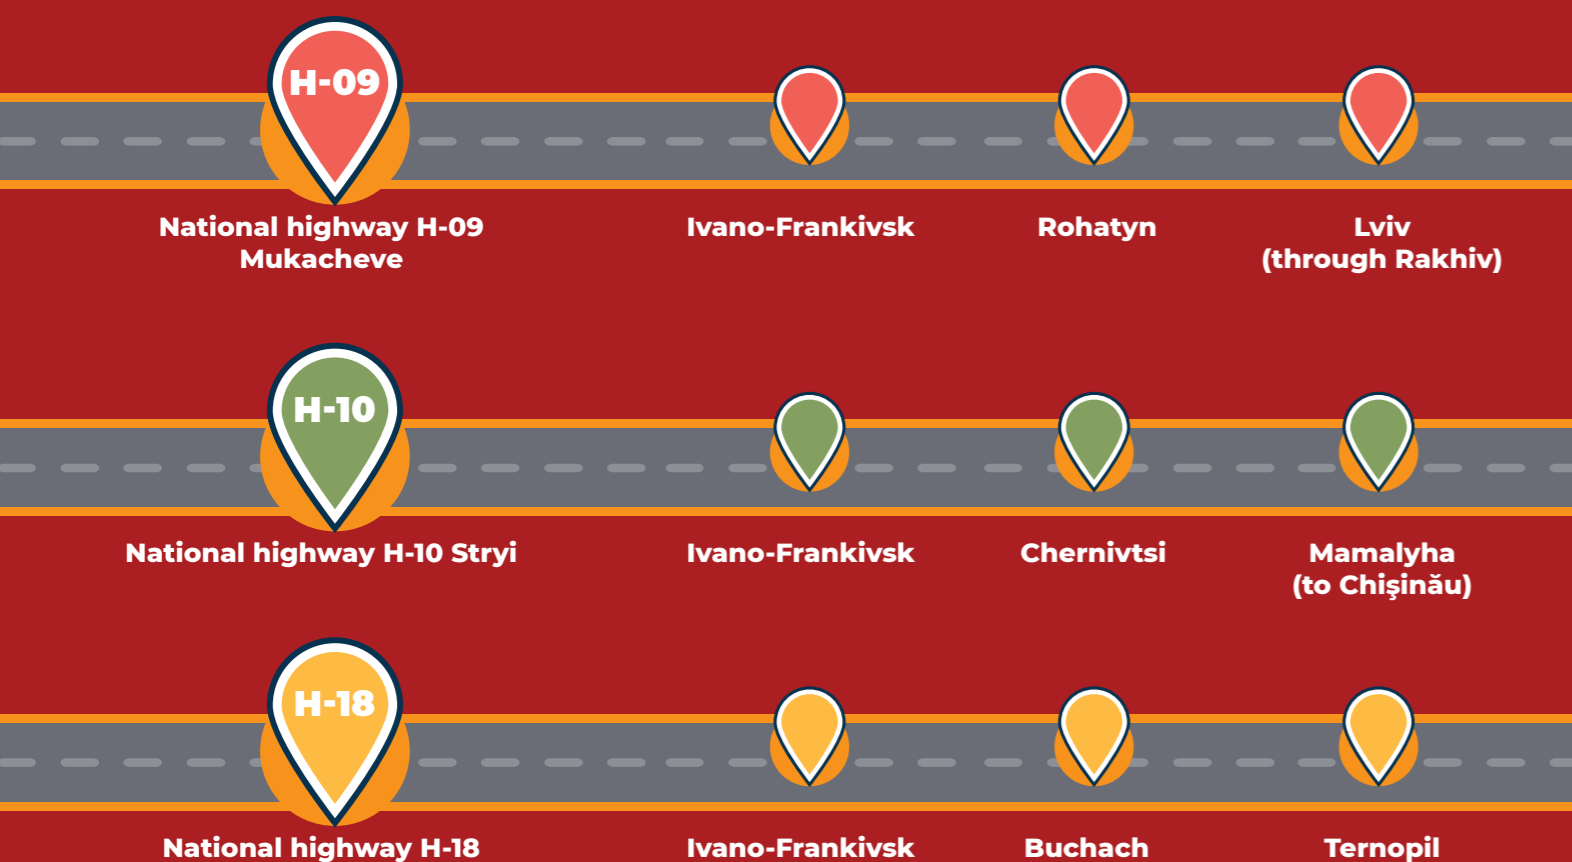 H-09
National highway H-09
Mukacheve
Ivano-Frankivsk
Rohatyn
Lviv
(through Rakhiv)
H-10
National highway H-10 Stryi
Ivano-Frankivsk
Chernivtsi
Mamalyha
(to Chişinău)
H-18
National highway H-18
Ivano-Frankivsk
Buchach
Ternopil